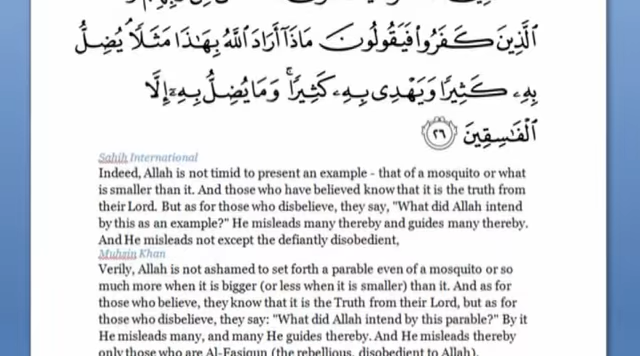 ٱلَّذِينَ كَفَرُوا۟ فَيَقُولُونَ مَاذَآ أَرَادَ ٱللَّهُ بِهَـٰذَا مَثَلًا ۘ يُضِلُّ
بِهِۦ كَثِيرًا وَيَهْدِى بِهِۦ كَثِيرًا ۚ وَمَا يُضِلُّ بِهِۦٓ إِلَّا
ٱلْفَـٰسِقِينَ ٢٦
Sahih International
Indeed, Allah is not timid to present an example - that of a mosquito or what
is smaller than it. And those who have believed know that it is the truth from
their Lord. But as for those who disbelieve, they say, "What did Allah intend
by this as an example?" He misleads many thereby and guides many thereby.
And He misleads not except the defiantly disobedient,
Muhsin Khan
Verily, Allah is not ashamed to set forth a parable even of a mosquito or so
much more when it is bigger (or less when it is smaller) than it. And as for
those who believe, they know that it is the Truth from their Lord, but as for
those who disbelieve, they say: "What did Allah intend by this parable?" By it
He misleads many, and many He guides thereby. And He misleads thereby
only those who are Al-Fasiqun (the rebellious, disobedient to Allah).